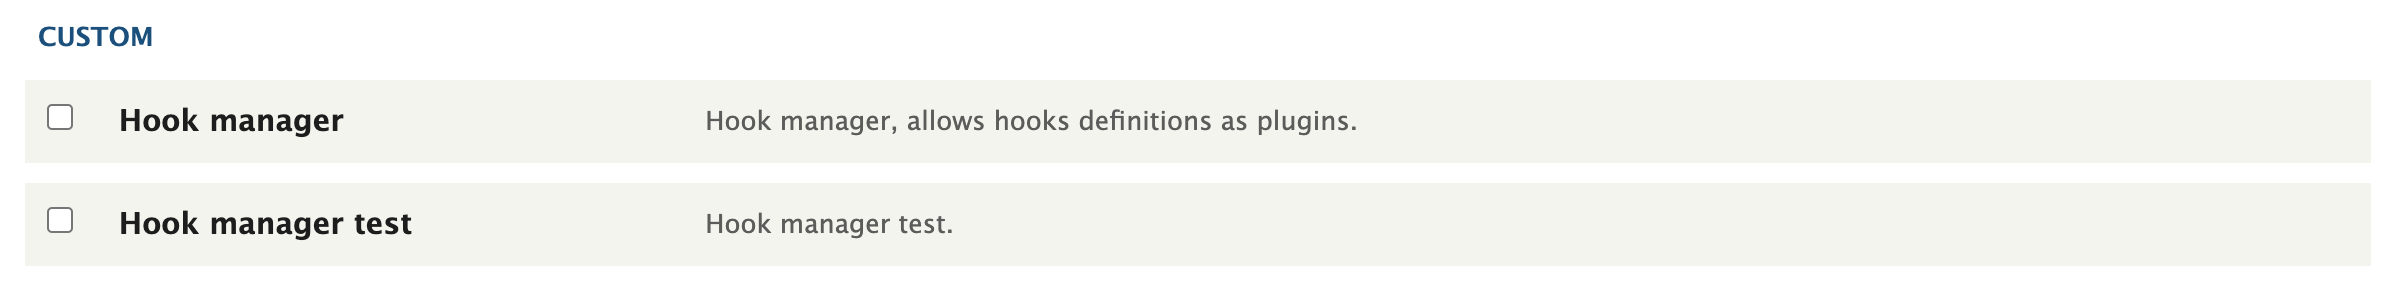 CUSTOM
Hook manager Hook manager, allows hooks definitions as plugins.
Hook manager test Hook manager test.